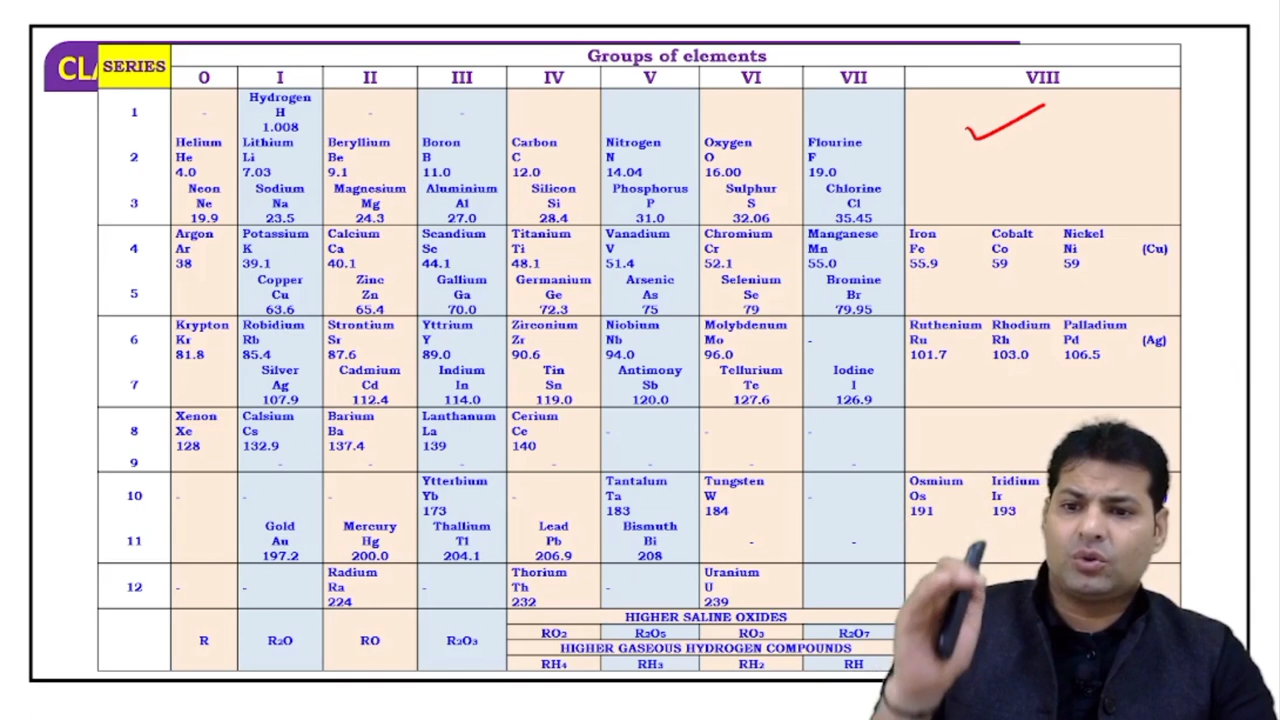 CLA
SERIES
Groups of elements
0 I II III IV V VI VII VIII
1 - Hydrogen - -
H
1.008
2 Helium Lithium Beryllium Boron Carbon Nitrogen Oxygen Flourine
He Li Be B C N O F
4.0 7.03 9.1 11.0 12.0 14.04 16.00 19.0
3 Neon Sodium Magnesium Aluminium Silicon Phosphorus Sulphur Chlorine
Ne Na Mg Al Si P S Cl
19.9 23.5 24.3 27.0 28.4 31.0 32.06 35.45
4 Argon Potassium Calcium Scandium Titanium Vanadium Chromium Manganese Iron Cobalt Nickel
Ar K Ca Sc Ti V Cr Mn Fe Co Ni (Cu)
38 39.1 40.1 44.1 48.1 51.4 52.1 55.0 55.9 59 59
5 Copper Zinc Gallium Germanium Arsenic Selenium Bromine
Cu Zn Ga Ge As Se Br
63.6 65.4 70.0 72.3 75 79 79.95
6 Krypton Robidium Strontium Yttrium Zirconium Niobium Molybdenum - Ruthenium Rhodium Palladium
Kr Rb Sr Y Zr Nb Mo Ru Rh Pd (Ag)
81.8 85.4 87.6 89.0 90.6 94.0 96.0 101.7 103.0 106.5
7 Silver Cadmium Indium Tin Antimony Tellurium Iodine
Ag Cd In Sn Sb Te I
107.9 112.4 114.0 119.0 120.0 127.6 126.9
8 Xenon Calsium Barium Lanthanum Cerium - - -
Xe Cs Ba La Ce
128 132.9 137.4 139 140
9 - - - - - - -
10 - - - Ytterbium - Tantalum Tungsten - Osmium Iridium
Yb Ta W Os Ir
173 183 184 191 193
11 Gold Mercury Thallium Lead Bismuth - -
Au Hg Tl Pb Bi
197.2 200.0 204.1 206.9 208
12 - - Radium - Thorium - Uranium
Ra Th U
224 232 239
HIGHER SALINE OXIDES
R R₂O RO R₂O₃ RO₂ R₂O₅ RO₃ R₂O₇
HIGHER GASEOUS HYDROGEN COMPOUNDS
RH₄ RH₃ RH₂ RH